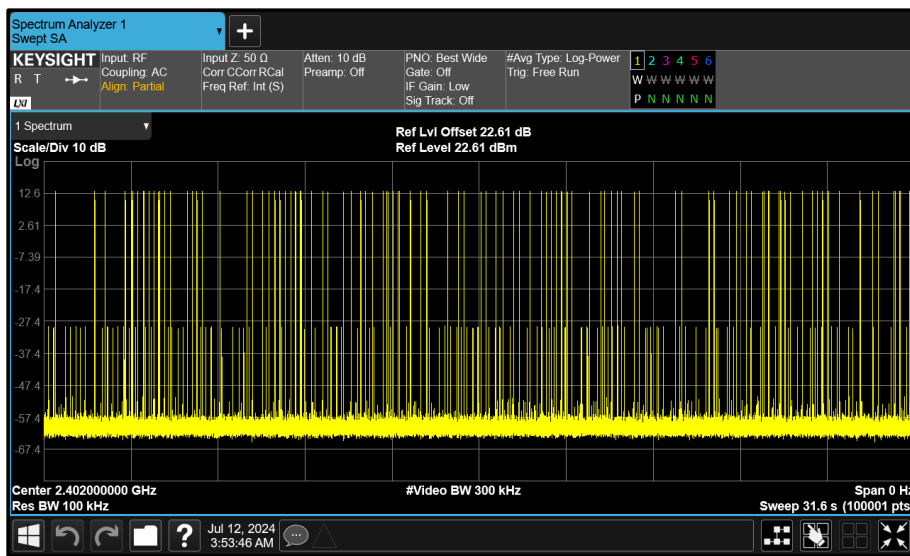 Spectrum Analyzer 1
Swept SA
KEYSIGHT
R T
LXI
Input: RF
Coupling: AC
Align: Partial
Input Z: 50 Ω
Corr CCorr RCal
Freq Ref: Int (S)
Atten: 10 dB
Preamp: Off
PNO: Best Wide
Gate: Off
IF Gain: Low
Sig Track: Off
#Avg Type: Log-Power
Trig: Free Run
1 2 3 4 5 6
W W W W W W
P N N N N N
1 Spectrum
Scale/Div 10 dB
Ref Lvl Offset 22.61 dB
Ref Level 22.61 dBm
Log
12.6
2.61
-7.39
-17.4
-27.4
-37.4
-47.4
-57.4
-67.4
Center 2.402000000 GHz
#Video BW 300 kHz
Span 0 Hz
Res BW 100 kHz
Sweep 31.6 s (100001 pts
?
Jul 12, 2024
3:53:46 AM